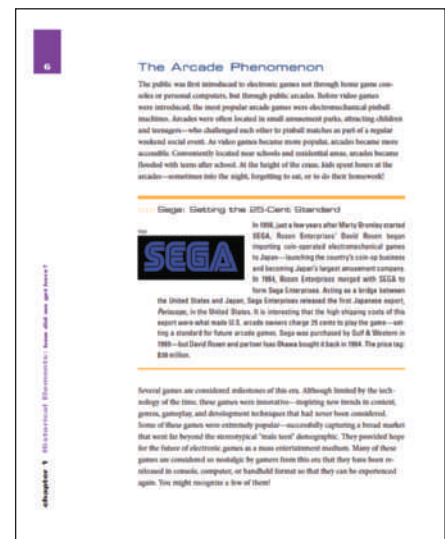 6
The Arcade Phenomenon
The public was first introduced to electronic games not through home game con-
soles or personal computers, but through public arcades. Before video games
were introduced, the most popular arcade games were electromechanical pinball
machines. Arcades were often located in small amusement parks, attracting children
and teenagers—who challenged each other to pinball matches as part of a regular
weekend social event. As video games became more popular, arcades became more
accessible. Conveniently located near schools and residential areas, arcades became
flooded with teens after school. At the height of the craze, kids spent hours at the
arcades—sometimes into the night, forgetting to eat, or to do their homework!
Sega: Setting the 25-Cent Standard
In 1956, just a few years after Marty Bromley started
SEGA, Rosen Enterprises' David Rosen began
importing coin-operated electromechanical games
to Japan—launching the country's coin-op business
and becoming Japan's largest amusement company.
In 1964, Rosen Enterprises merged with SEGA to
form Sega Enterprises. Acting as a bridge between
the United States and Japan, Sega Enterprises released the first Japanese export,
Periscope, in the United States. It is interesting that the high shipping costs of this
export were what made U.S. arcade owners charge 25 cents to play the game—set-
ting a standard for future arcade games. Sega was purchased by Gulf & Western in
1969—but David Rosen and partner Isao Okawa bought it back in 1984. The price tag:
$38 million.
SEGA
Several games are considered milestones of this era. Although limited by the tech-
nology of the time, these games were innovative—inspiring new trends in content,
genres, gameplay, and development techniques that had never been considered.
Some of these games were extremely popular—successfully capturing a broad market
that went far beyond the stereotypical "male teen" demographic. They provided hope
for the future of electronic games as a mass entertainment medium. Many of these
games are considered so nostalgic by gamers from this era that they have been re-
released in console, computer, or handheld format so that they can be experienced
again. You might recognize a few of them!
chapter 1 Historical Elements: how did we get here?